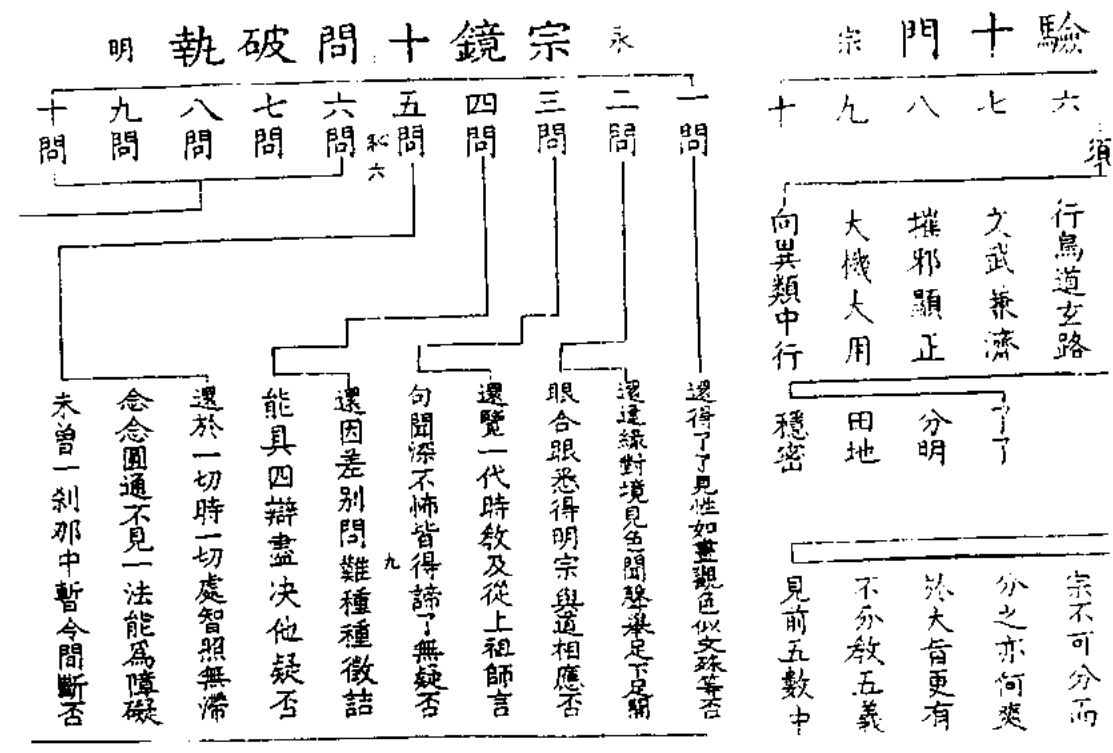 驗十門
宗
六
七
八
九
十
須
行鳥道玄路
文武兼濟
摧邪顯正
大機大用
向異類中行
了了
分明
田地
穩密
宗不可分而
分之亦何爽
於大旨更有
不分教五義
見前五數中
永
宗鏡十問破執
明
一問
二問
三問
四問
五問
六問
七問
八問
九問
十問
六
還得了了見性如晝觀色似文殊等否
還逢緣對境見色聞聲舉足下足開
眼合眼悉得明宗與道相應否
還覽一代時教及從上祖師言
句聞深不怖皆得諦了無疑否
還因差別問難種種徵詰
能具四辯盡決他疑否
還於一切時一切處智照無滯
念念圓通不見一法能爲障礙
未曾一刹那中暫令間斷否
九